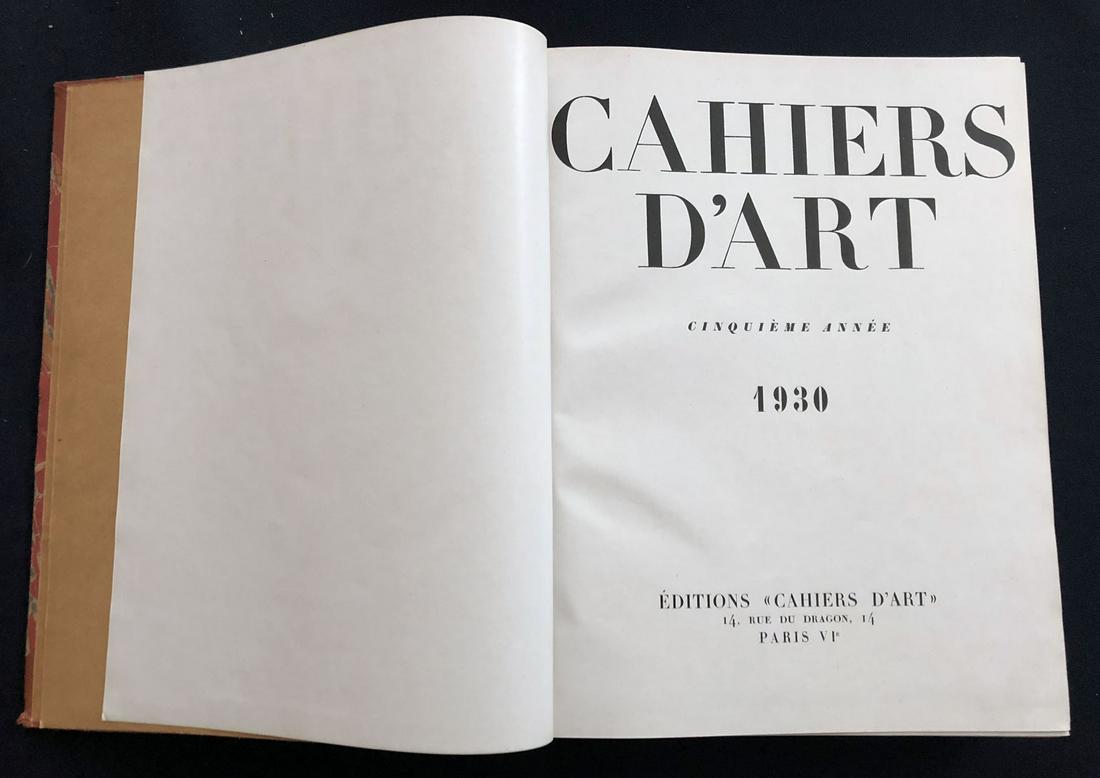 CAHIERS
D'ART
CINQUIÈME ANNÉE
1930
ÉDITIONS «CAHIERS D'ART»
14, RUE DU DRAGON, 14
PARIS VIE